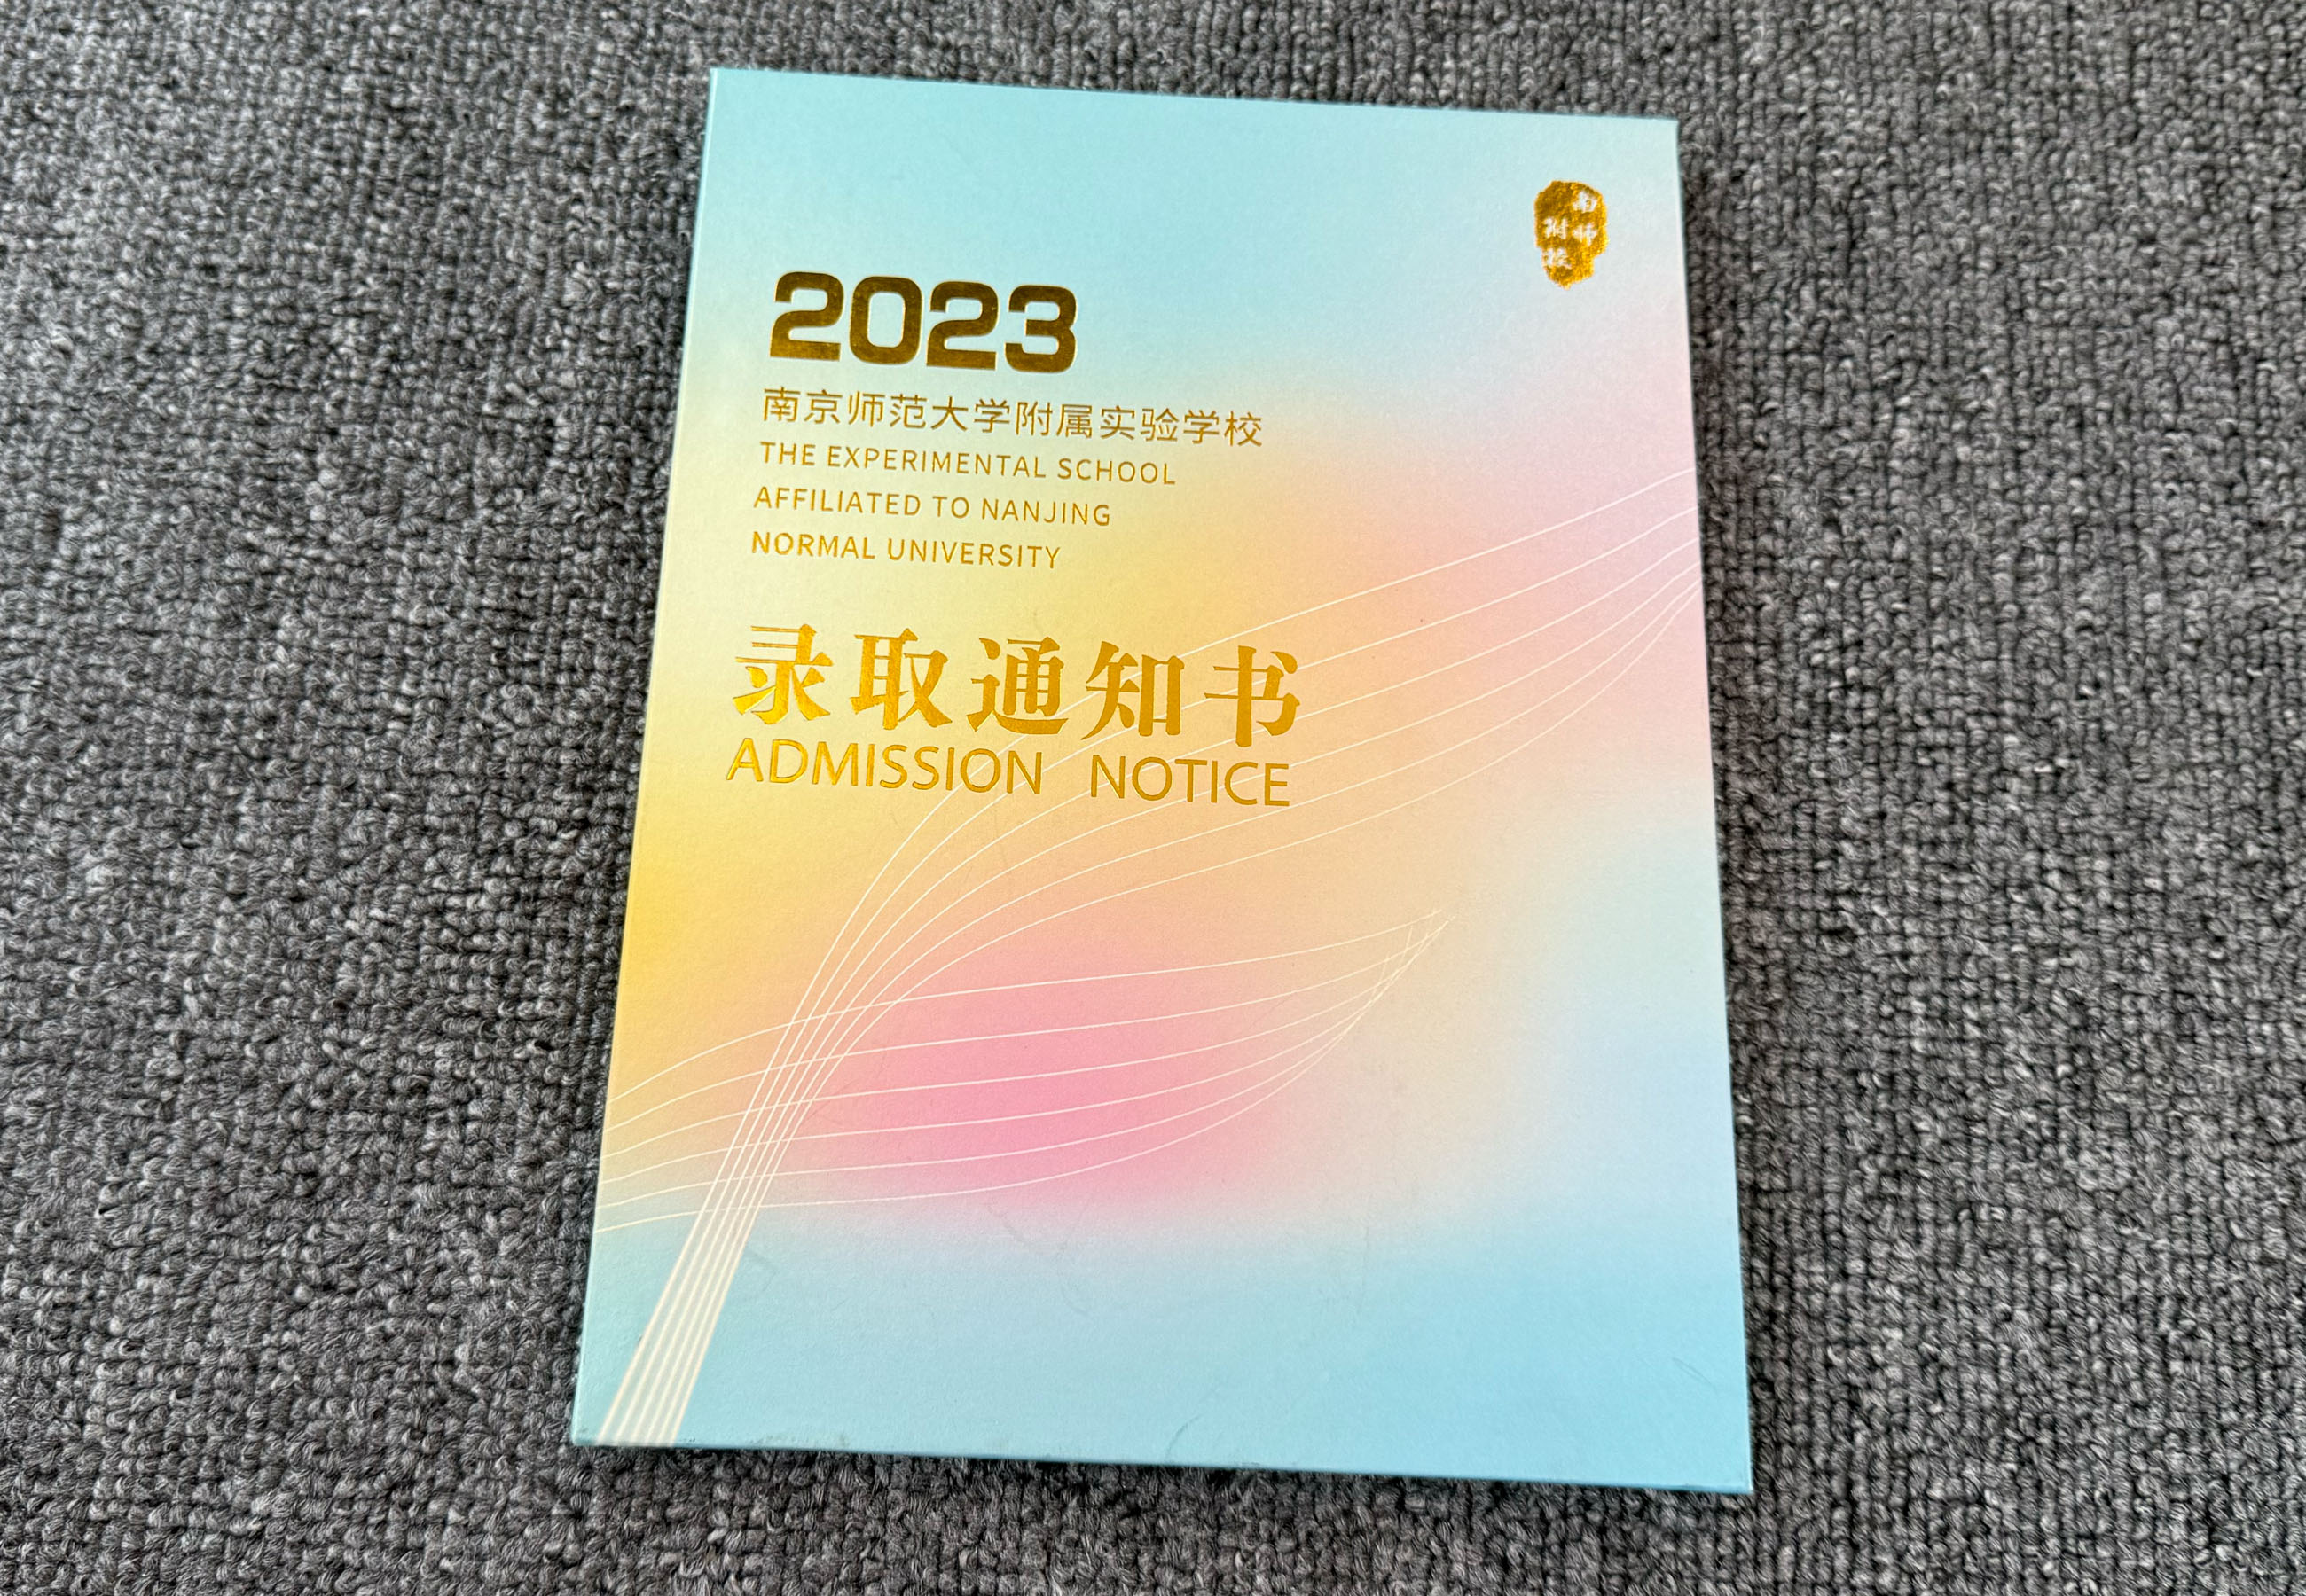 2023
南京师范大学附属实验学校
THE EXPERIMENTAL SCHOOL
AFFILIATED TO NANJING
NORMAL UNIVERSITY
录取通知书
ADMISSION NOTICE